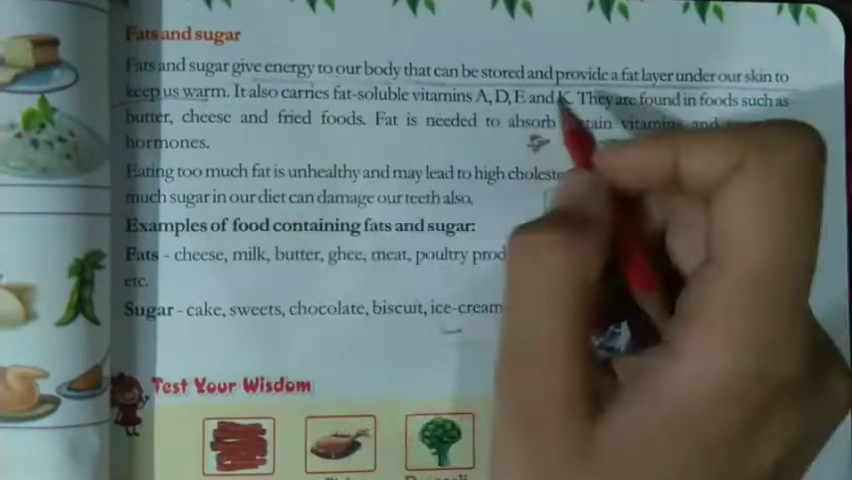 Fats and sugar
Fats and sugar give energy to our body that can be stored and provide a fat layer under our skin to
keep us warm. It also carries fat-soluble vitamins A, D, E and K. They are found in foods such as
butter, cheese and fried foods. Fat is needed to absorb vitamins and
hormones.
Eating too much fat is unhealthy and may lead to high
much sugar in our diet can damage our teeth also.
Examples of food containing fats and sugar:
Fats - cheese, milk, butter, ghee, meat, poultry
etc.
Sugar - cake, sweets, chocolate, biscuit, ice-cream
Test Your Wisdom